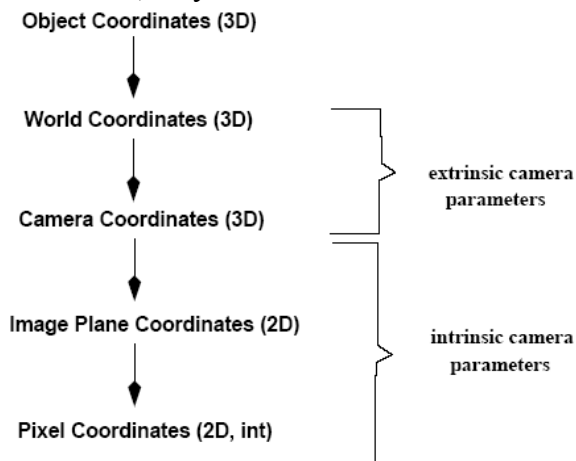 Object Coordinates (3D)
World Coordinates (3D)
extrinsic camera
parameters
Camera Coordinates (3D)
Image Plane Coordinates (2D)
intrinsic camera
parameters
Pixel Coordinates (2D, int)